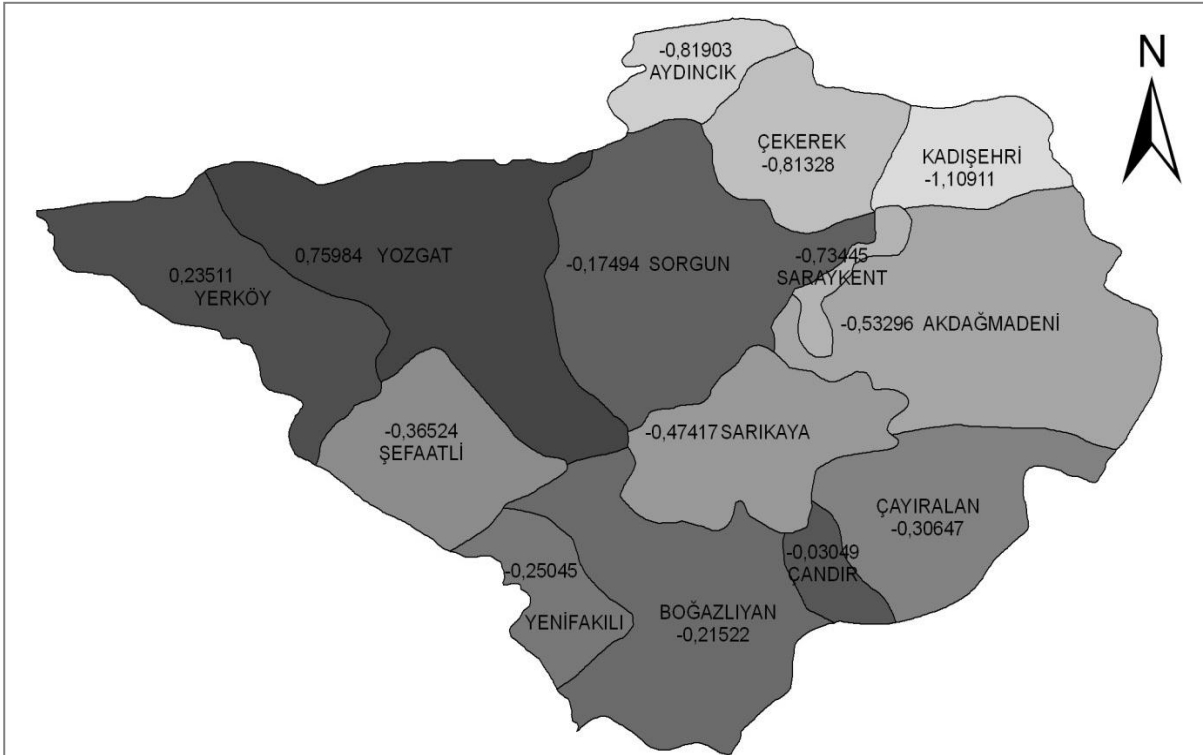 -0,81903
AYDINCIK
N
ÇEKEREK
-0,81328
KADIŞEHRİ
-1,10911
0,75984 YOZGAT
-0,17494 SORGUN
-0,73445
SARAYKENT
0,23511
YERKÖY
-0,53296 AKDAĞMADENİ
-0,36524
ŞEFAATLİ
-0,47417 SARIKAYA
ÇAYIRALAN
-0,30647
-0,03049
ÇANDIR
-0,25045
YENİFAKILI
BOĞAZLIYAN
-0,21522